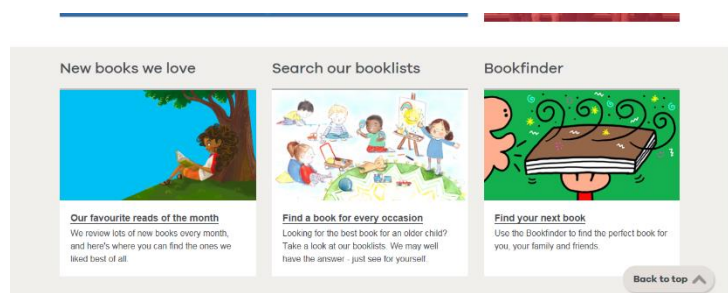 New books we love
Search our booklists
Bookfinder
Our favourite reads of the month
We review lots of new books every month,
and here's where you can find the ones we
liked best of all.
Find a book for every occasion
Looking for the best book for an older child?
Take a look at our booklists. We may well
have the answer - just see for yourself.
Find your next book
Use the Bookfinder to find the perfect book for
you, your family and friends.
Back to top